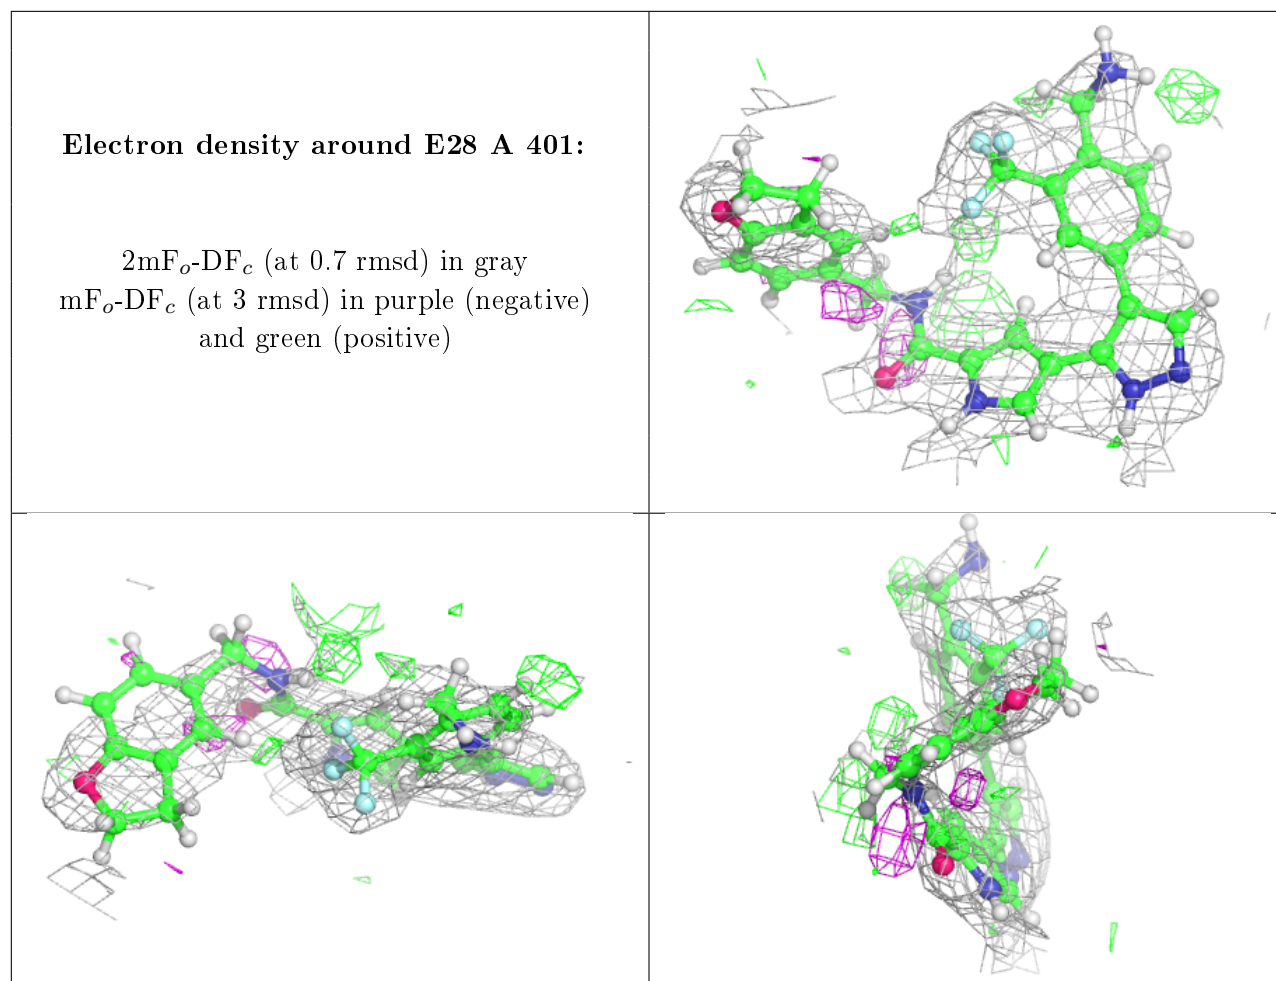 Electron density around E28 A 401:
2mFₒ-DF𝒸 (at 0.7 rmsd) in gray
mFₒ-DF𝒸 (at 3 rmsd) in purple (negative)
and green (positive)